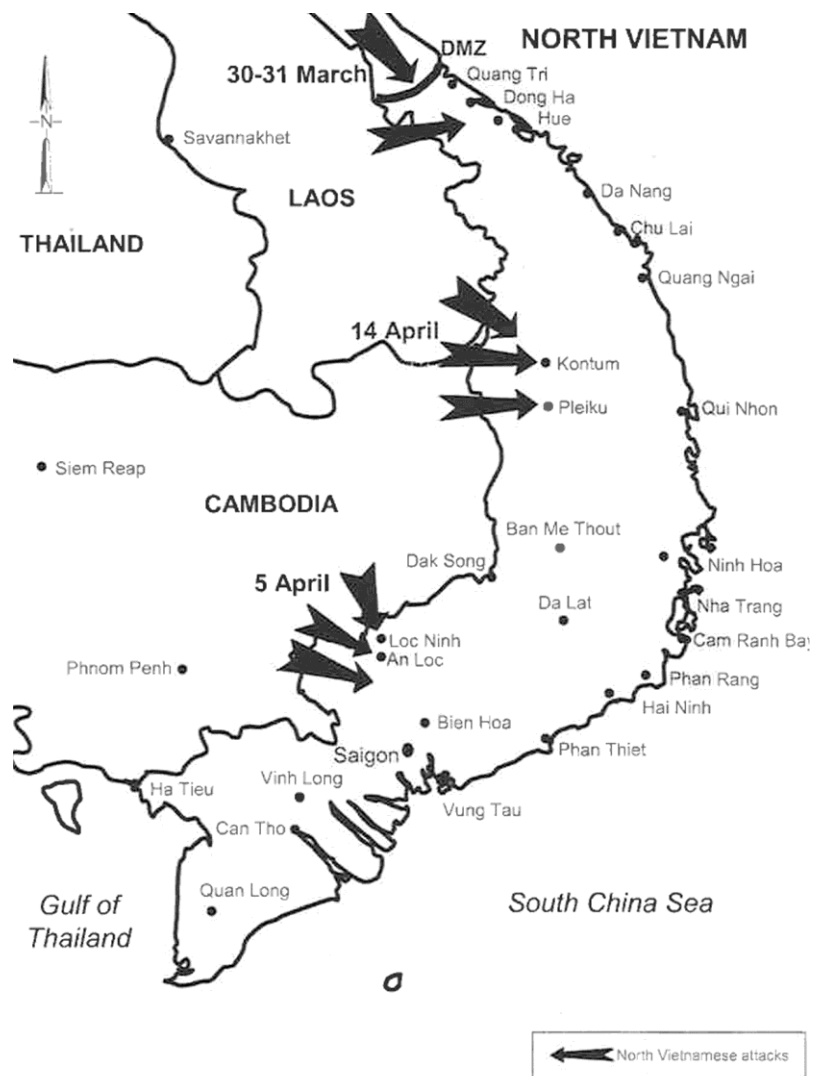 NORTH VIETNAM
DMZ
30-31 March
Quang Tri
Dong Ha
Hue
N
Savannakhet
LAOS
Da Nang
THAILAND
Chu Lai
Quang Ngai
14 April
Kontum
Pleiku
Qui Nhon
Siem Reap
CAMBODIA
Ban Me Thout
Dak Song
Ninh Hoa
5 April
Da Lat
Nha Trang
Loc Ninh
Cam Ranh Bay
An Loc
Phnom Penh
Phan Rang
Hai Ninh
Bien Hoa
Saigon
Phan Thiet
Ha Tieu
Vinh Long
Vung Tau
Can Tho
Quan Long
Gulf of
Thailand
South China Sea
North Vietnamese attacks